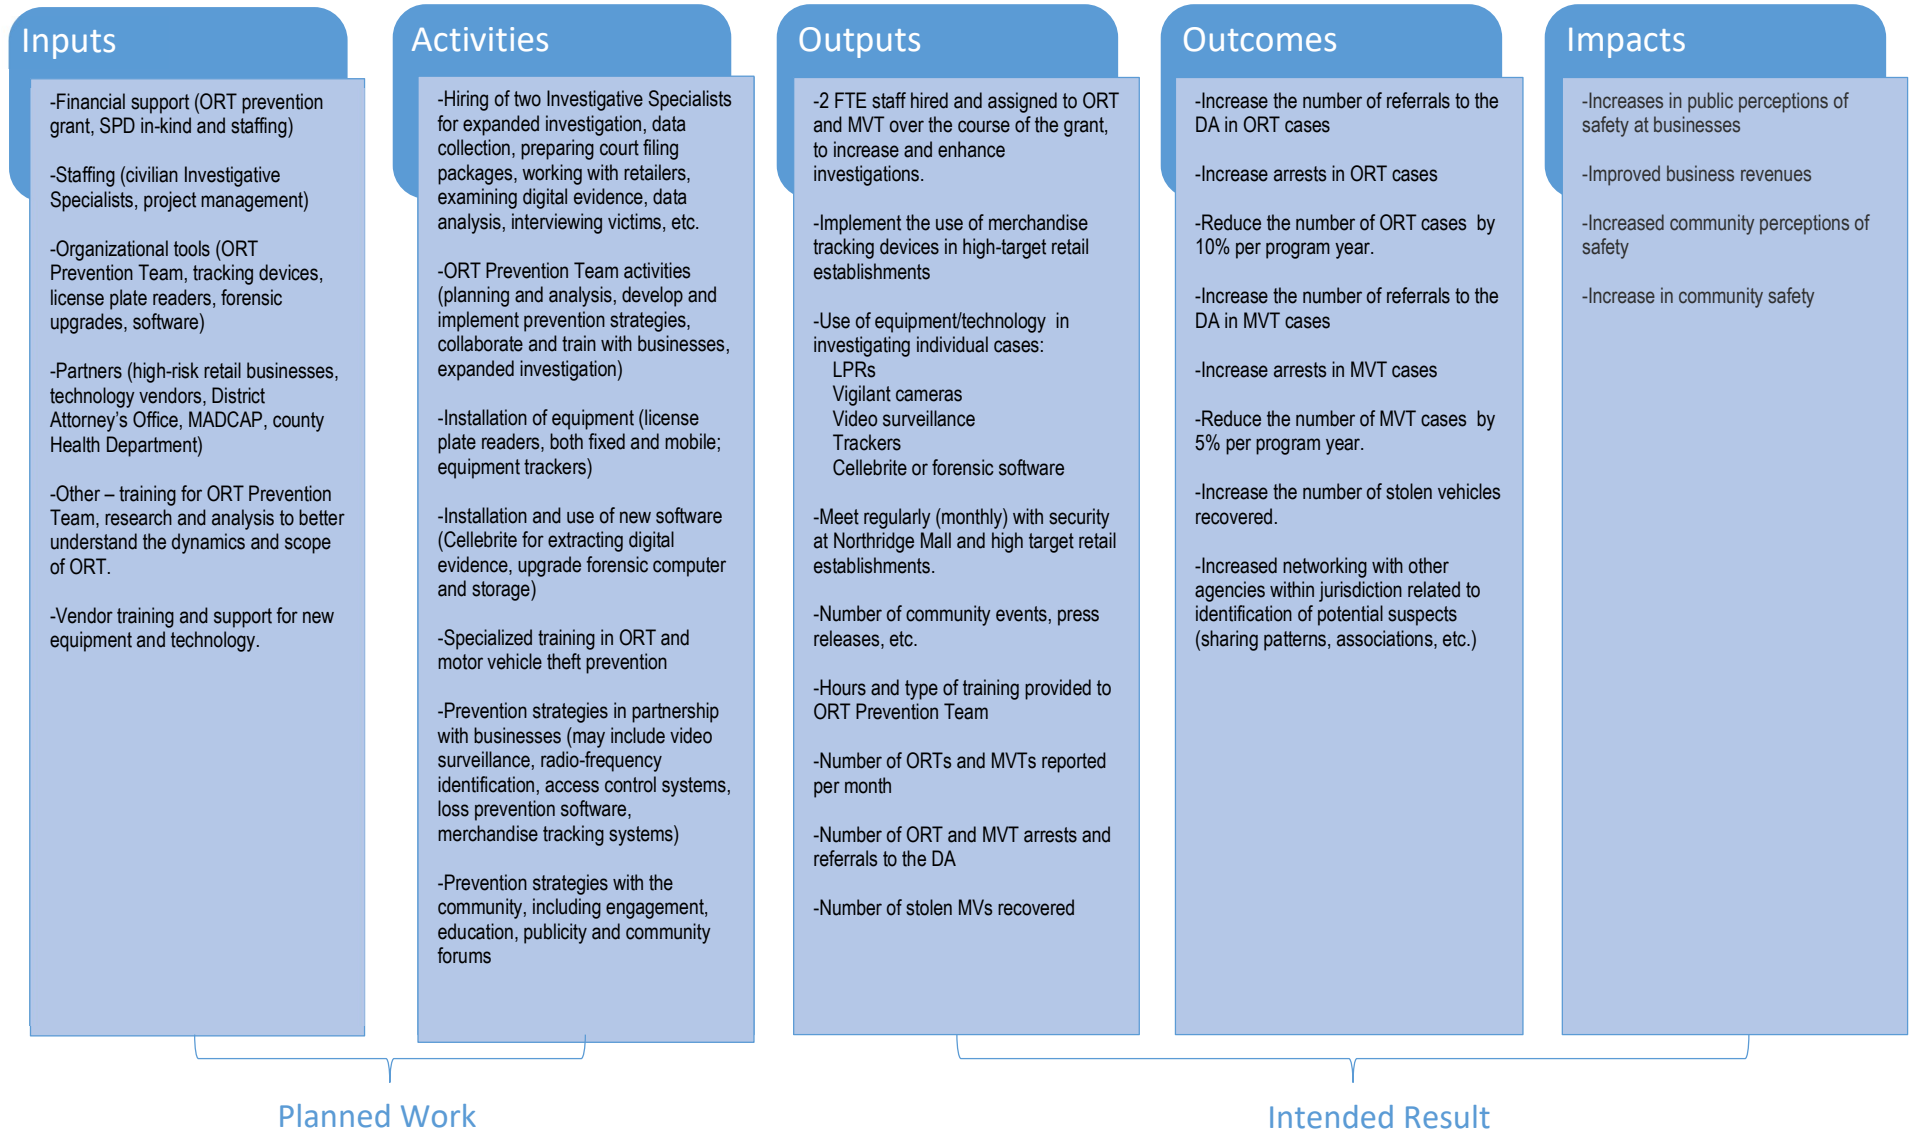 Inputs
-Financial support (ORT prevention
grant, SPD in-kind and staffing)
-Staffing (civilian Investigative
Specialists, project management)
-Organizational tools (ORT
Prevention Team, tracking devices,
license plate readers, forensic
upgrades, software)
-Partners (high-risk retail businesses,
technology vendors, District
Attorney’s Office, MADCAP, county
Health Department)
-Other – training for ORT Prevention
Team, research and analysis to better
understand the dynamics and scope
of ORT.
-Vendor training and support for new
equipment and technology.
Activities
-Hiring of two Investigative Specialists
for expanded investigation, data
collection, preparing court filing
packages, working with retailers,
examining digital evidence, data
analysis, interviewing victims, etc.
-ORT Prevention Team activities
(planning and analysis, develop and
implement prevention strategies,
collaborate and train with businesses,
expanded investigation)
-Installation of equipment (license
plate readers, both fixed and mobile;
equipment trackers)
-Installation and use of new software
(Cellebrite for extracting digital
evidence, upgrade forensic computer
and storage)
-Specialized training in ORT and
motor vehicle theft prevention
-Prevention strategies in partnership
with businesses (may include video
surveillance, radio-frequency
identification, access control systems,
loss prevention software,
merchandise tracking systems)
-Prevention strategies with the
community, including engagement,
education, publicity and community
forums
Outputs
-2 FTE staff hired and assigned to ORT
and MVT over the course of the grant,
to increase and enhance
investigations.
-Implement the use of merchandise
tracking devices in high-target retail
establishments
-Use of equipment/technology in
investigating individual cases:
LPRs
Vigilant cameras
Video surveillance
Trackers
Cellebrite or forensic software
-Meet regularly (monthly) with security
at Northridge Mall and high target retail
establishments.
-Number of community events, press
releases, etc.
-Hours and type of training provided to
ORT Prevention Team
-Number of ORTs and MVTs reported
per month
-Number of ORT and MVT arrests and
referrals to the DA
-Number of stolen MVs recovered
Outcomes
-Increase the number of referrals to the
DA in ORT cases
-Increase arrests in ORT cases
-Reduce the number of ORT cases by
10% per program year.
-Increase the number of referrals to the
DA in MVT cases
-Increase arrests in MVT cases
-Reduce the number of MVT cases by
5% per program year.
-Increase the number of stolen vehicles
recovered.
-Increased networking with other
agencies within jurisdiction related to
identification of potential suspects
(sharing patterns, associations, etc.)
Impacts
-Increases in public perceptions of
safety at businesses
-Improved business revenues
-Increased community perceptions of
safety
-Increase in community safety
Planned Work
Intended Result